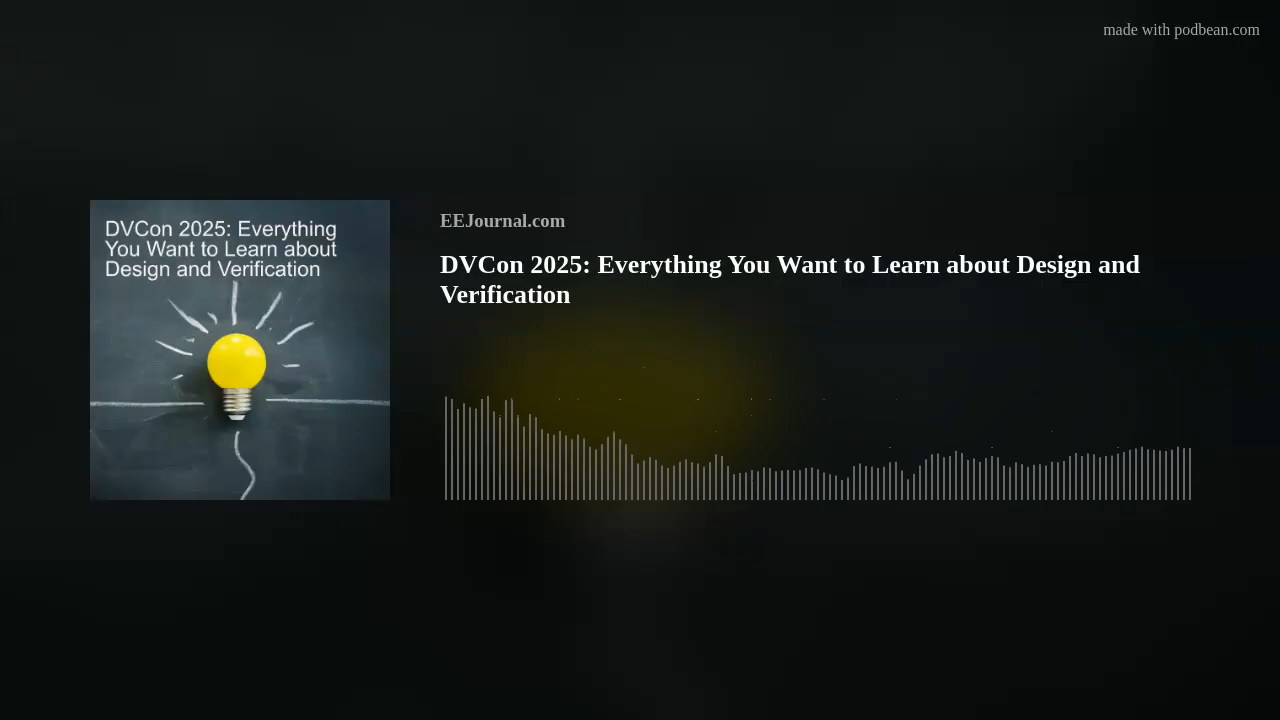 made with podbean.com
DVCon 2025: Everything
You Want to Learn about
Design and Verification
EEJournal.com
DVCon 2025: Everything You Want to Learn about Design and
Verification